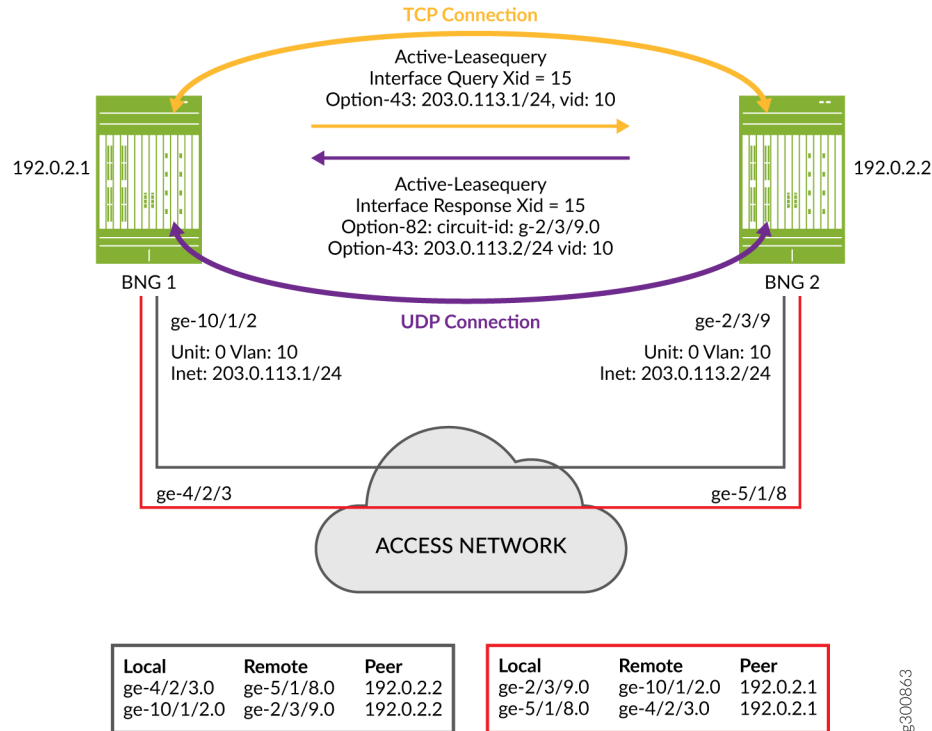 TCP Connection
Active-Leasequery
Interface Query Xid = 15
Option-43: 203.0.113.1/24, vid: 10
192.0.2.1
192.0.2.2
Active-Leasequery
Interface Response Xid = 15
Option-82: circuit-id: g-2/3/9.0
Option-43: 203.0.113.2/24 vid: 10
BNG 1
BNG 2
UDP Connection
ge-10/1/2
Unit: 0 Vlan: 10
Inet: 203.0.113.1/24
ge-2/3/9
Unit: 0 Vlan: 10
Inet: 203.0.113.2/24
ge-4/2/3
ge-5/1/8
ACCESS NETWORK
Local Remote Peer
ge-4/2/3.0 ge-5/1/8.0 192.0.2.2
ge-10/1/2.0 ge-2/3/9.0 192.0.2.2
Local Remote Peer
ge-2/3/9.0 ge-10/1/2.0 192.0.2.1
ge-5/1/8.0 ge-4/2/3.0 192.0.2.1
g300863